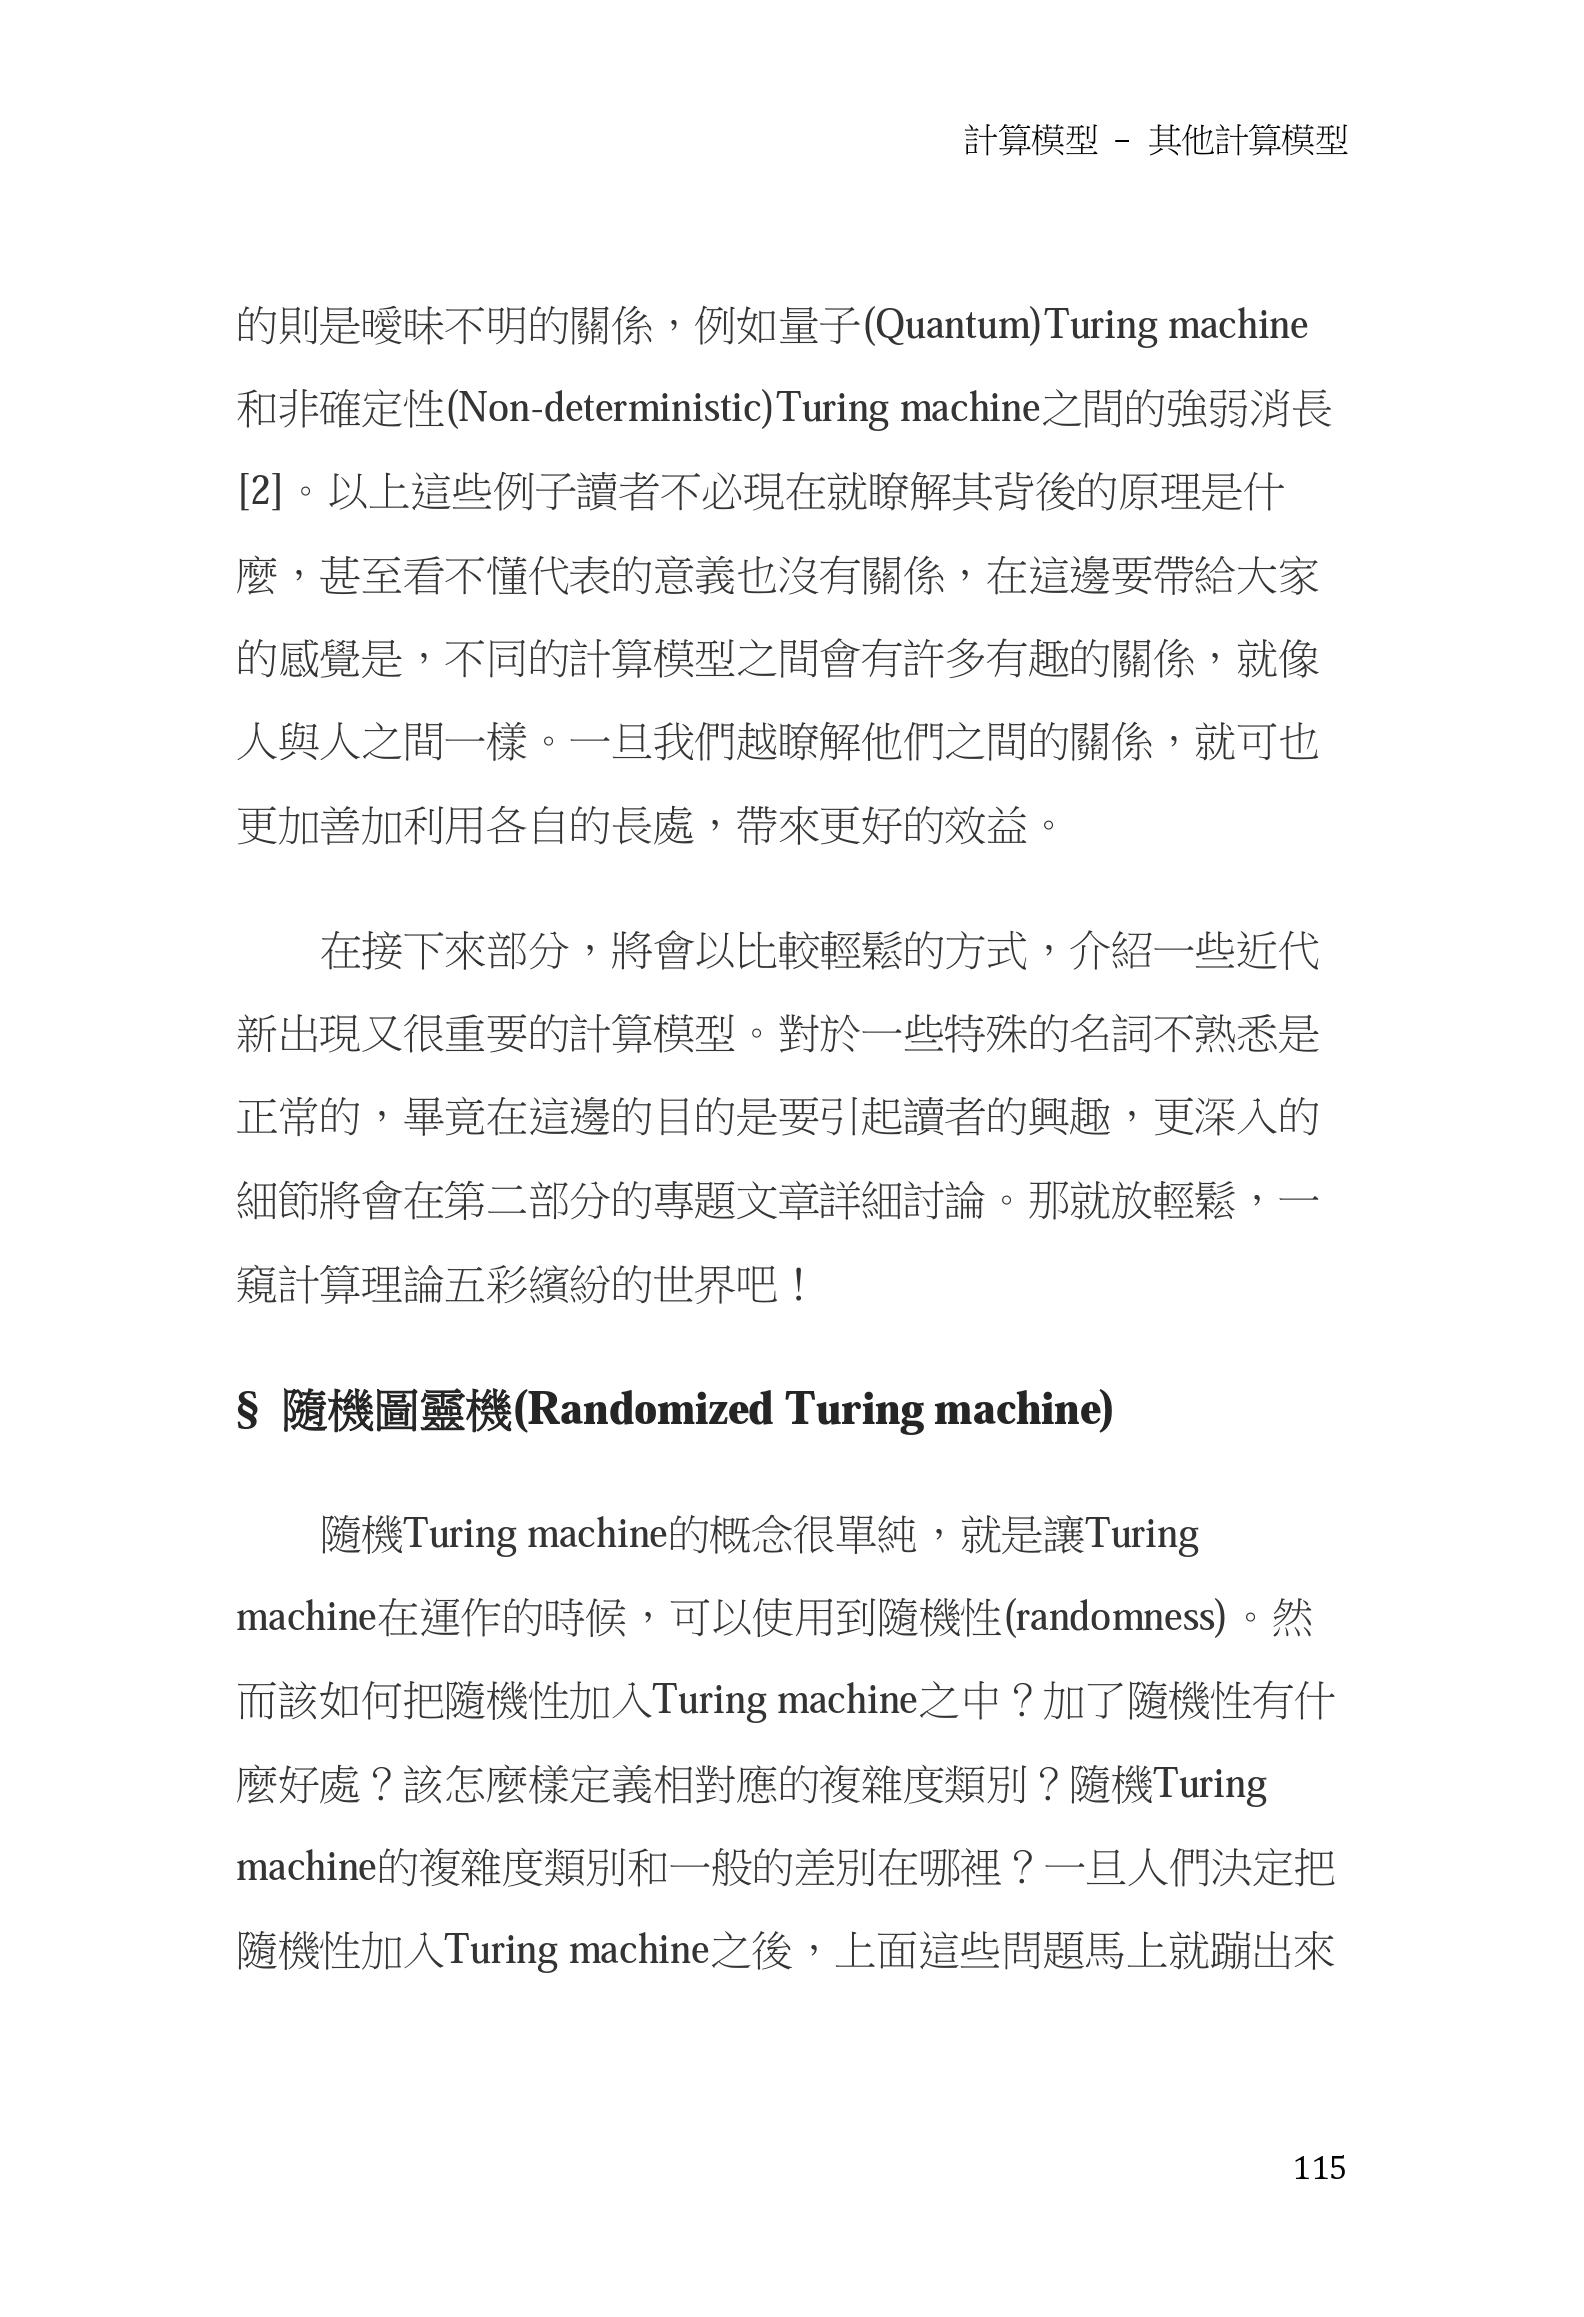 計算模型 – 其他計算模型
的則是曖昧不明的關係，例如量子(Quantum)Turing machine
和非確定性(Non-deterministic)Turing machine之間的強弱消長
[2]。以上這些例子讀者不必現在就瞭解其背後的原理是什
麼，甚至看不懂代表的意義也沒有關係，在這邊要帶給大家
的感覺是，不同的計算模型之間會有許多有趣的關係，就像
人與人之間一樣。一旦我們越瞭解他們之間的關係，就可也
更加善加利用各自的長處，帶來更好的效益。
在接下來部分，將會以比較輕鬆的方式，介紹一些近代
新出現又很重要的計算模型。對於一些特殊的名詞不熟悉是
正常的，畢竟在這邊的目的是要引起讀者的興趣，更深入的
細節將會在第二部分的專題文章詳細討論。那就放輕鬆，一
窺計算理論五彩繽紛的世界吧！
§ 隨機圖靈機(Randomized Turing machine)
隨機Turing machine的概念很單純，就是讓Turing
machine在運作的時候，可以使用到隨機性(randomness)。然
而該如何把隨機性加入Turing machine之中？加了隨機性有什
麼好處？該怎麼樣定義相對應的複雜度類別？隨機Turing
machine的複雜度類別和一般的差別在哪裡？一旦人們決定把
隨機性加入Turing machine之後，上面這些問題馬上就蹦出來
115